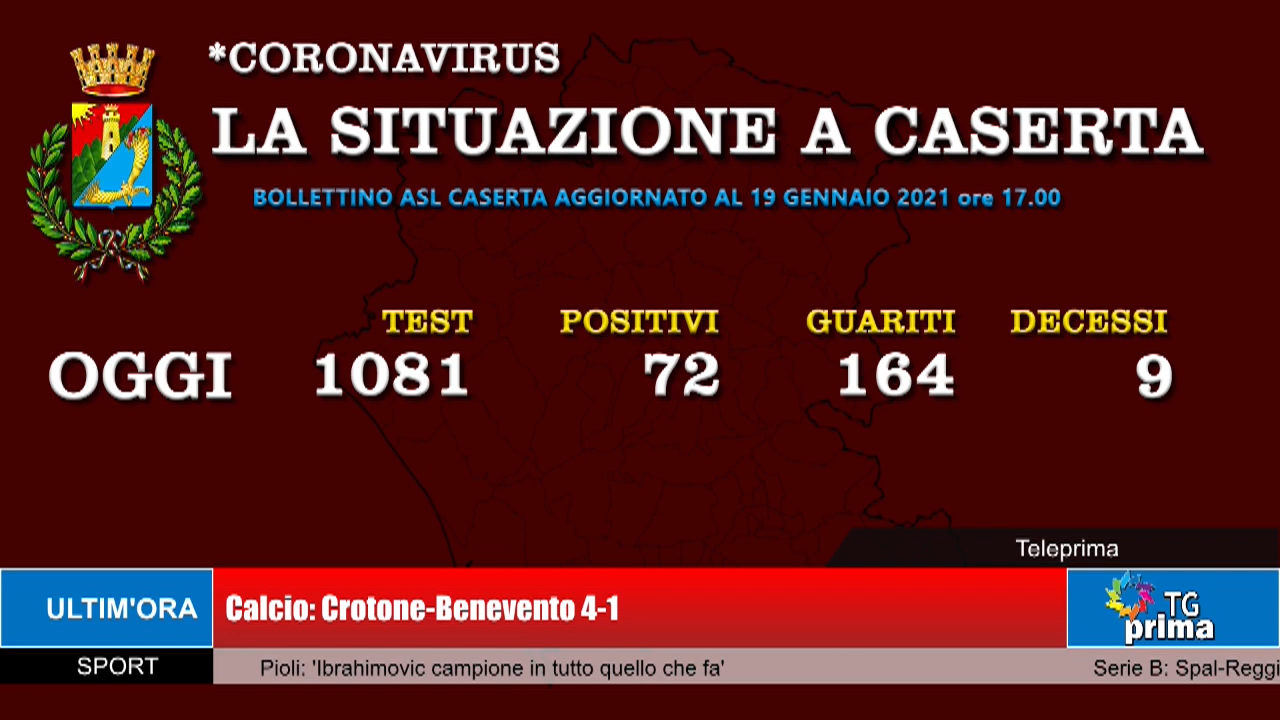 *CORONAVIRUS
LA SITUAZIONE A CASERTA
BOLLETTINO ASL CASERTA AGGIORNATO AL 19 GENNAIO 2021 ore 17.00
TEST POSITIVI GUARITI DECESSI
OGGI 1081 72 164 9
Teleprima
ULTIM'ORA Calcio: Crotone-Benevento 4-1
TG prima
SPORT Pioli: 'Ibrahimovic campione in tutto quello che fa' Serie B: Spal-Reggi